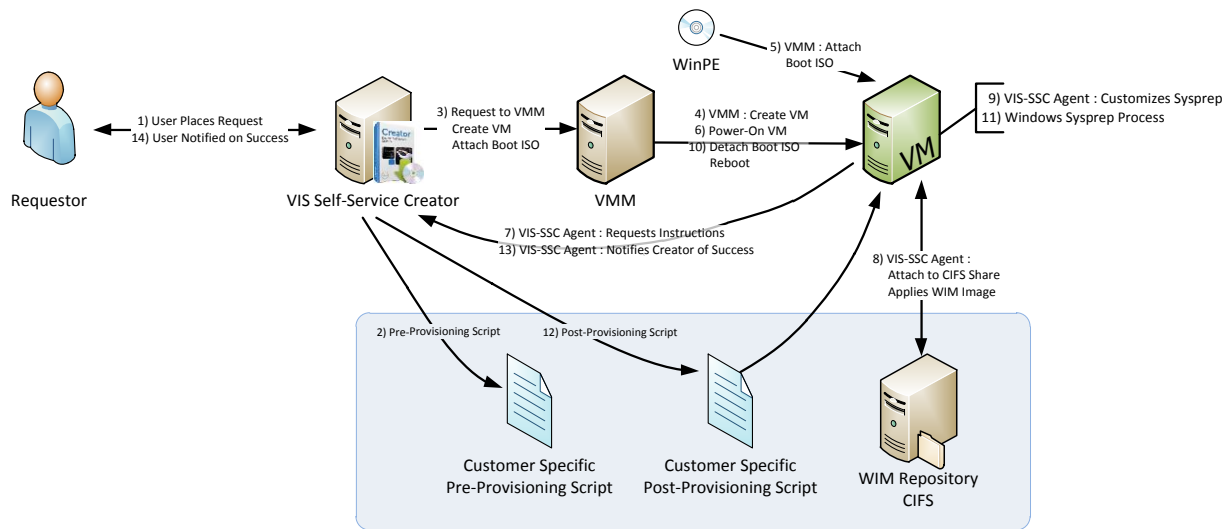 WinPE
5) VMM : Attach
Boot ISO
Requestor
1) User Places Request
14) User Notified on Success
Creator
VIS Self-Service Creator
3) Request to VMM
Create VM
Attach Boot ISO
VMM
4) VMM : Create VM
6) Power-On VM
10) Detach Boot ISO
Reboot
VM
9) VIS-SSC Agent : Customizes Sysprep
11) Windows Sysprep Process
7) VIS-SSC Agent : Requests Instructions
13) VIS-SSC Agent : Notifies Creator of Success
8) VIS-SSC Agent :
Attach to CIFS Share
Applies WIM Image
2) Pre-Provisioning Script
12) Post-Provisioning Script
Customer Specific
Pre-Provisioning Script
Customer Specific
Post-Provisioning Script
WIM Repository
CIFS